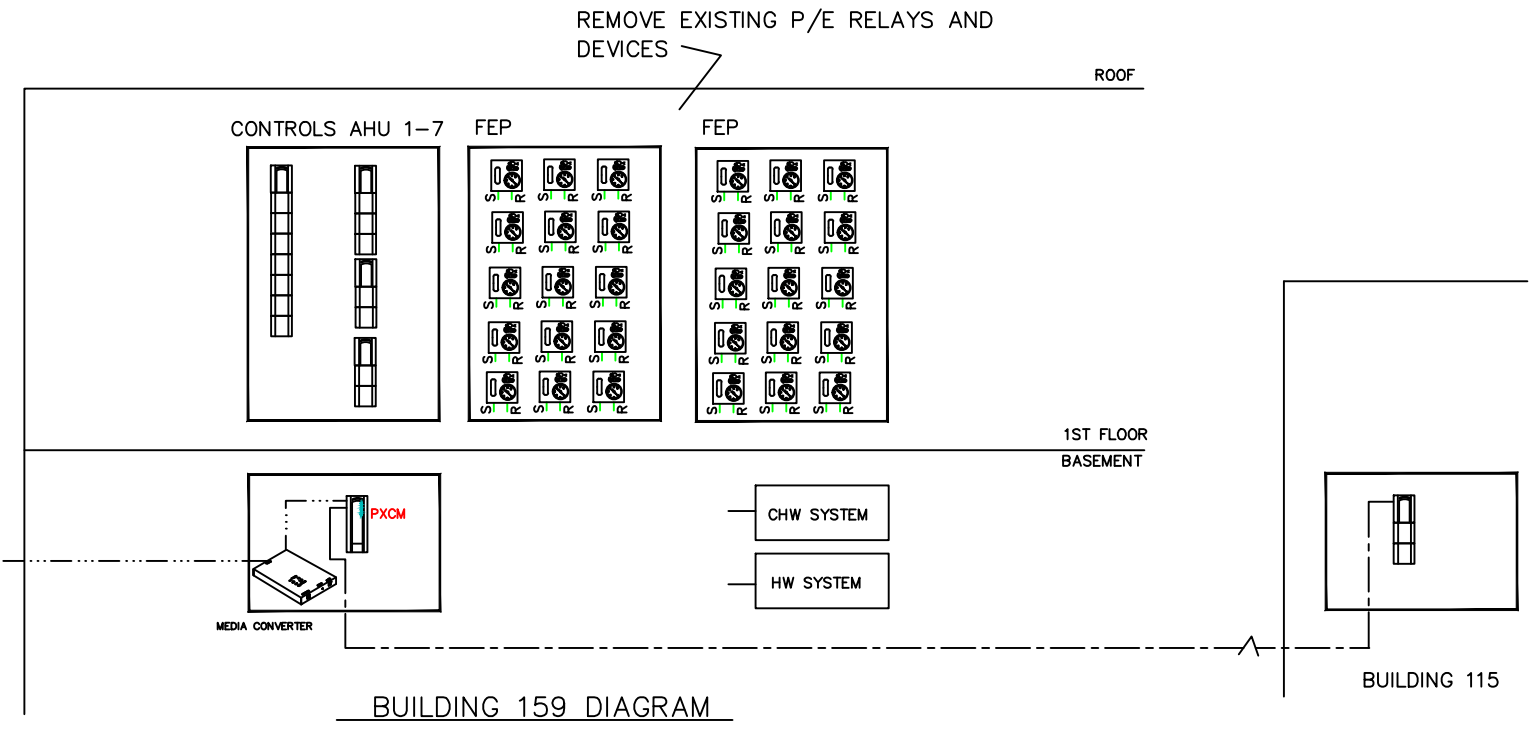 REMOVE EXISTING P/E RELAYS AND
DEVICES
ROOF
CONTROLS AHU 1-7
FEP
FEP
S R S R S R S R S R S R
S R S R S R S R S R S R
S R S R S R S R S R S R
S R S R S R S R S R S R
S R S R S R S R S R S R
1ST FLOOR
BASEMENT
PXCM
CHW SYSTEM
HW SYSTEM
MEDIA CONVERTER
BUILDING 115
BUILDING 159 DIAGRAM